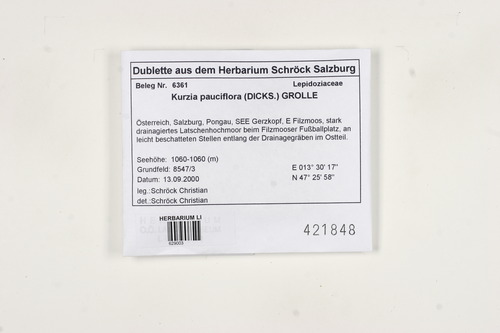 Dublette aus dem Herbarium Schröck Salzburg
Beleg Nr. 6361 Lepidoziaceae
Kurzia pauciflora (DICKS.) GROLLE
Österreich, Salzburg, Pongau, SEE Gerzkopf, E Filzmoos, stark
drainagiertes Latschenhochmoor beim Filzmooser Fußballplatz, an
leicht beschatteten Stellen entlang der Drainagegräben im Ostteil.
Seehöhe: 1060-1060 (m) E 013° 30' 17"
Grundfeld: 8547/3 N 47° 25' 58"
Datum: 13.09.2000
leg.:Schröck Christian
det.:Schröck Christian
HERBARIUM LI
421848